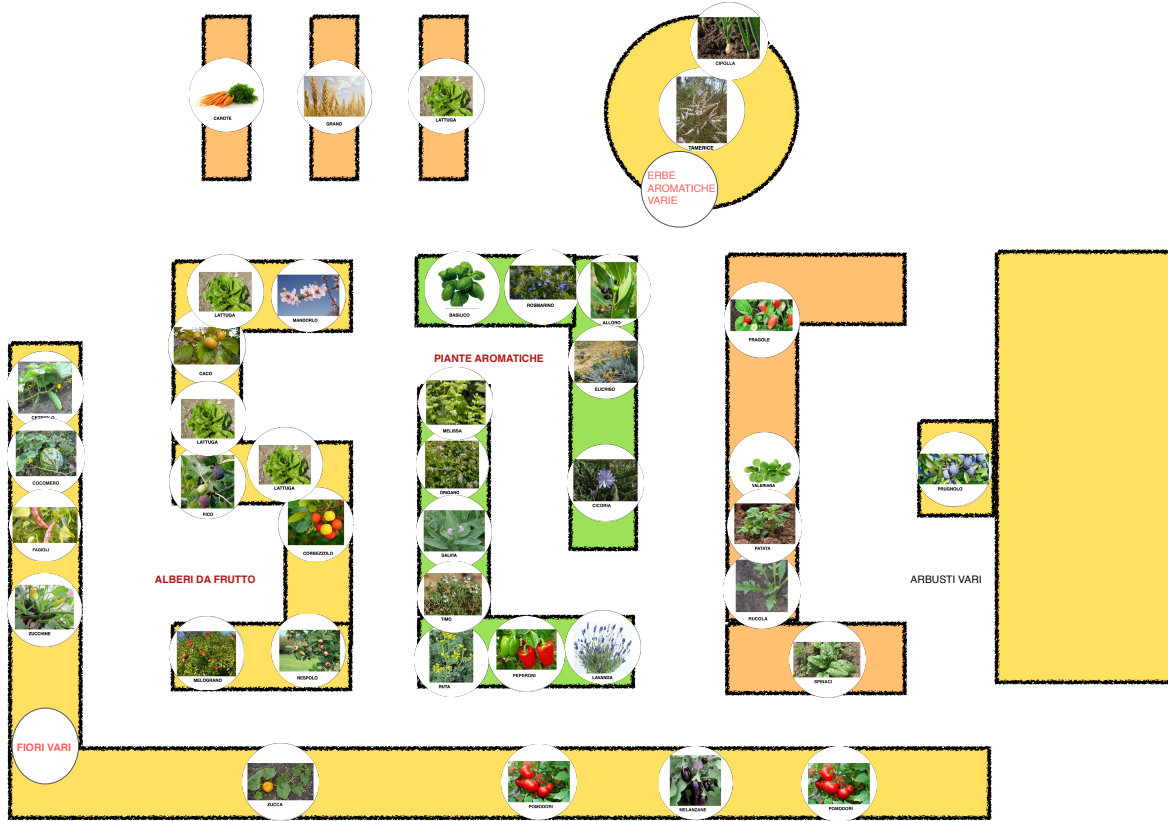 CIPOLLA
CAROTE
GRANO
LATTUGA
TAMERICE
ERBE
AROMATICHE
VARIE
LATTUGA
MANDORLO
BASILICO
ROSMARINO
ALLORO
FRAGOLE
PIANTE AROMATICHE
CACO
ELICRISO
CETRIOLO
MELISSA
LATTUGA
COCOMERO
LATTUGA
ORIGANO
VALERIANA
PRUGNOLO
FICO
CICORIA
FAGIOLI
CORBEZZOLO
SALVIA
PATATA
ALBERI DA FRUTTO
ARBUSTI VARI
ZUCCHINE
TIMO
RUCOLA
MELOGRANO
NESPOLO
RUTA
PEPERONI
LAVANDA
SPINACI
FIORI VARI
ZUCCA
POMODORI
MELANZANE
POMODORI